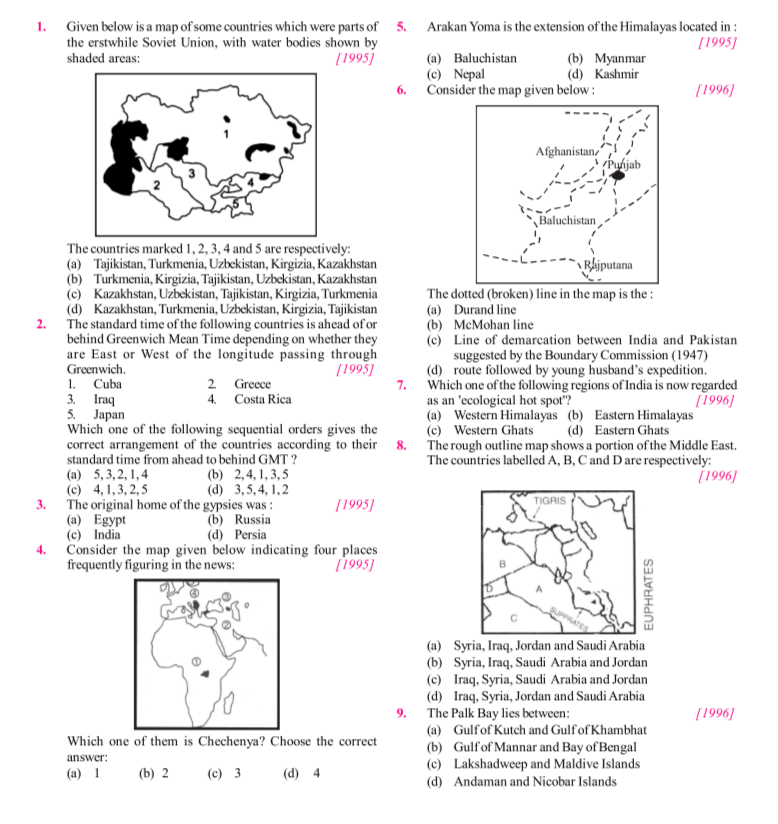 1. Given below is a map of some countries which were parts of
the erstwhile Soviet Union, with water bodies shown by
shaded areas: [1995]
1
2
3
4
5
The countries marked 1, 2, 3, 4 and 5 are respectively:
(a) Tajikistan, Turkmenia, Uzbekistan, Kirgizia, Kazakhstan
(b) Turkmenia, Kirgizia, Tajikistan, Uzbekistan, Kazakhstan
(c) Kazakhstan, Uzbekistan, Tajikistan, Kirgizia, Turkmenia
(d) Kazakhstan, Turkmenia, Uzbekistan, Kirgizia, Tajikistan
2. The standard time of the following countries is ahead of or
behind Greenwich Mean Time depending on whether they
are East or West of the longitude passing through
Greenwich. [1995]
1. Cuba 2. Greece
3. Iraq 4. Costa Rica
5. Japan
Which one of the following sequential orders gives the
correct arrangement of the countries according to their
standard time from ahead to behind GMT ?
(a) 5, 3, 2, 1, 4 (b) 2, 4, 1, 3, 5
(c) 4, 1, 3, 2, 5 (d) 3, 5, 4, 1, 2
3. The original home of the gypsies was : [1995]
(a) Egypt (b) Russia
(c) India (d) Persia
4. Consider the map given below indicating four places
frequently figuring in the news: [1995]
④
③
②
①
Which one of them is Chechenya? Choose the correct
answer:
(a) 1 (b) 2 (c) 3 (d) 4
5. Arakan Yoma is the extension of the Himalayas located in :
[1995]
(a) Baluchistan (b) Myanmar
(c) Nepal (d) Kashmir
6. Consider the map given below : [1996]
Afghanistan
Punjab
Baluchistan
Rajputana
The dotted (broken) line in the map is the :
(a) Durand line
(b) McMohan line
(c) Line of demarcation between India and Pakistan
suggested by the Boundary Commission (1947)
(d) route followed by young husband's expedition.
7. Which one of the following regions of India is now regarded
as an 'ecological hot spot"? [1996]
(a) Western Himalayas (b) Eastern Himalayas
(c) Western Ghats (d) Eastern Ghats
8. The rough outline map shows a portion of the Middle East.
The countries labelled A, B, C and D are respectively:
[1996]
TIGRIS
B
D
A
C
SUPPRATES
EUPHRATES
(a) Syria, Iraq, Jordan and Saudi Arabia
(b) Syria, Iraq, Saudi Arabia and Jordan
(c) Iraq, Syria, Saudi Arabia and Jordan
(d) Iraq, Syria, Jordan and Saudi Arabia
9. The Palk Bay lies between: [1996]
(a) Gulf of Kutch and Gulf of Khambhat
(b) Gulf of Mannar and Bay of Bengal
(c) Lakshadweep and Maldive Islands
(d) Andaman and Nicobar Islands